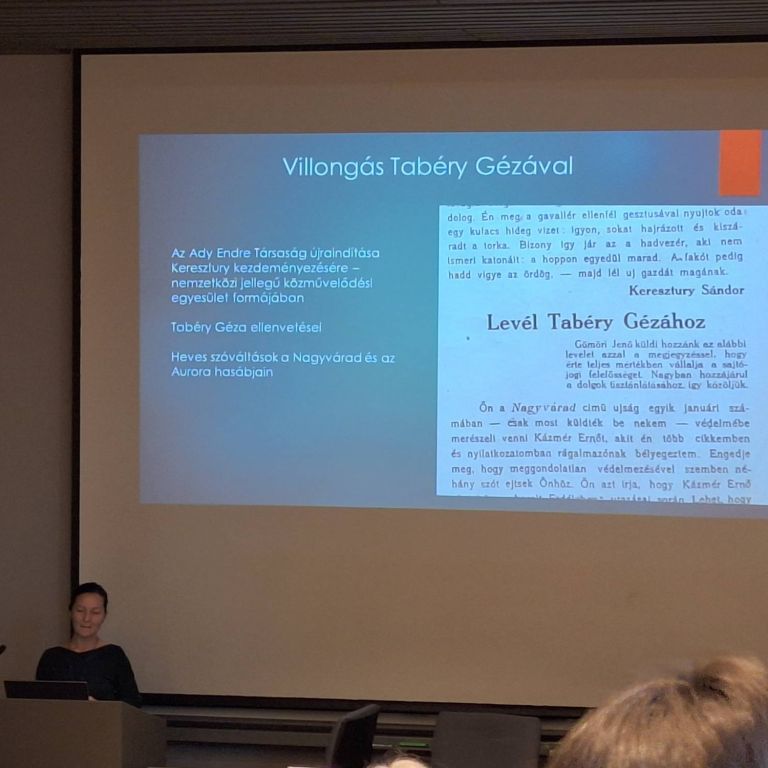 Villongás Tabéry Gézával
Az Ady Endre Társaság újraindítása
Keresztury kezdeményezésére –
nemzetközi jellegű közművelődési
egyesület formájában
Tabéry Géza ellenvetései
Heves szóváltások a Nagyvárad és az
Aurora hasábjain
dolog. Én meg a gavallér ellenfél gesztusával nyujtok oda
egy kulacs hideg vizet: igyon, sokat hajrázott és kiszá-
radt a torka. Bizony így jár az a hadvezér, aki nem
ismeri katonáit: a hoppon egyedül marad. A fakót pedig
hadd vigye az ördög, — majd lél uj gazdát magának.
Keresztury Sándor
Levél Tabéry Gézához
Gömöri Jenő küldi hozzánk az alábbi
levelet azzal a megjegyzéssel, hogy
érte teljes mértékben vállalja a sajtó-
jogi felelősséget. Nagyban hozzájárul
a dolgok tisztánlátásához, így közöljük.
Ön a Nagyvárad című ujság egyik januári szá-
mában — csak most küldték be nekem — védelmébe
merészeli venni Kázmér Ernőt, akit én több cikkemben
és nyilatkozatomban rágalmazónak bélyegeztem. Engedje
meg, hogy meggondolatlan védelmezésével szemben né-
hány szót ejtsek Önhöz. Ön azt irja, hogy Kázmér Ernő
során Lehet, hogy